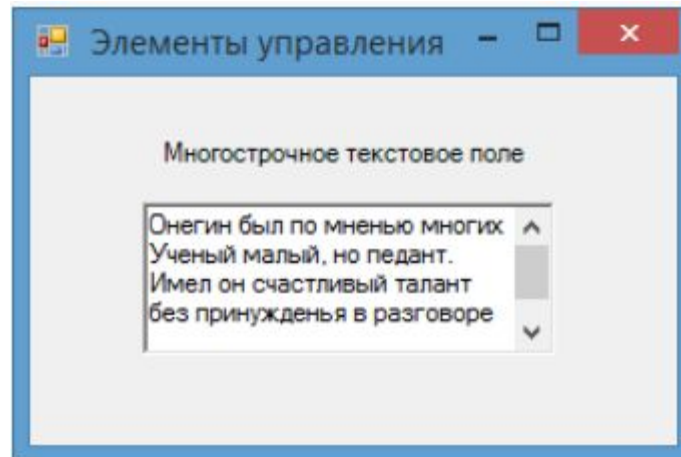 Элементы управления
Многострочное текстовое поле
Онегин был по мненью многих
Ученый малый, но педант.
Имел он счастливый талант
без принужденья в разговоре